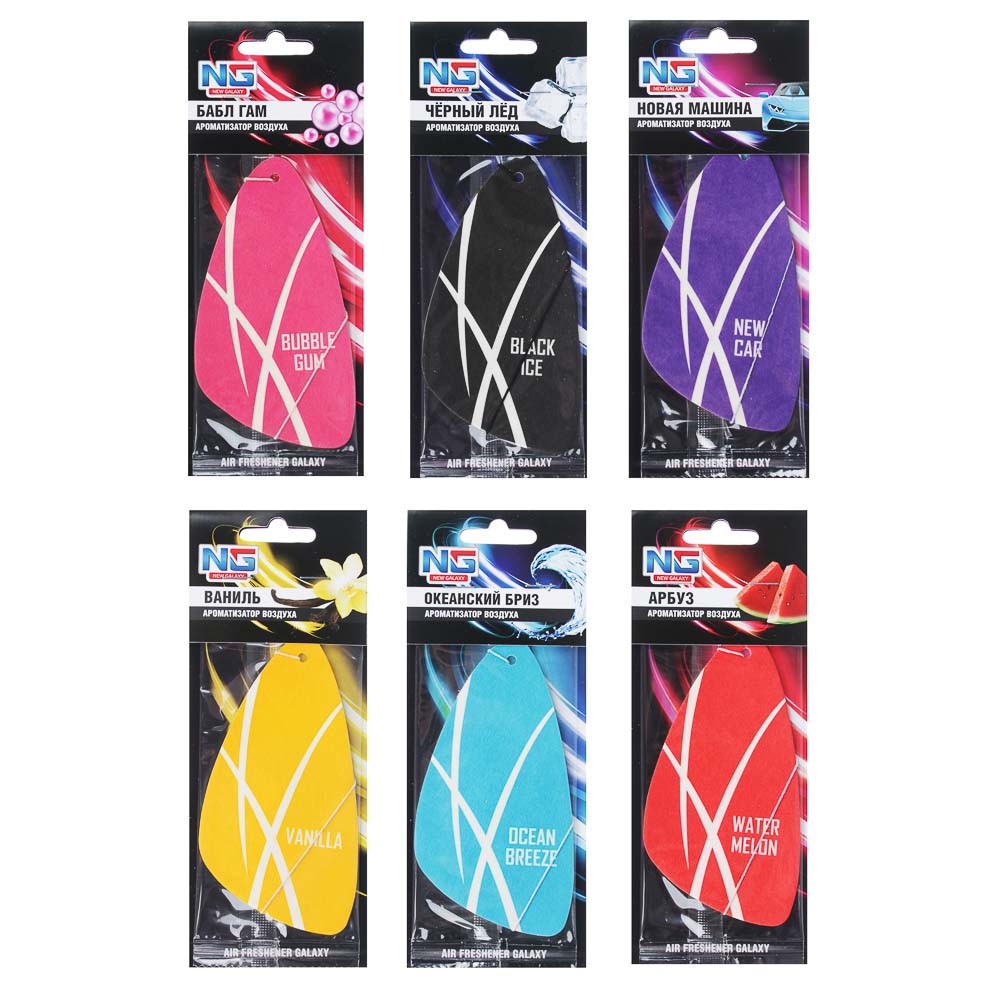 NG
NEW GALAXY
БАБЛ ГАМ
АРОМАТИЗАТОР ВОЗДУХА
BUBBLE
GUM
AIR FRESHENER GALAXY
NG
NEW GALAXY
ЧЁРНЫЙ ЛЁД
АРОМАТИЗАТОР ВОЗДУХА
BLACK
ICE
AIR FRESHENER GALAXY
NG
NEW GALAXY
НОВАЯ МАШИНА
АРОМАТИЗАТОР ВОЗДУХА
NEW
CAR
AIR FRESHENER GALAXY
NG
NEW GALAXY
ВАНИЛЬ
АРОМАТИЗАТОР ВОЗДУХА
VANILLA
AIR FRESHENER GALAXY
NG
NEW GALAXY
ОКЕАНСКИЙ БРИЗ
АРОМАТИЗАТОР ВОЗДУХА
OCEAN
BREEZE
AIR FRESHENER GALAXY
NG
NEW GALAXY
АРБУЗ
АРОМАТИЗАТОР ВОЗДУХА
WATER
MELON
AIR FRESHENER GALAXY